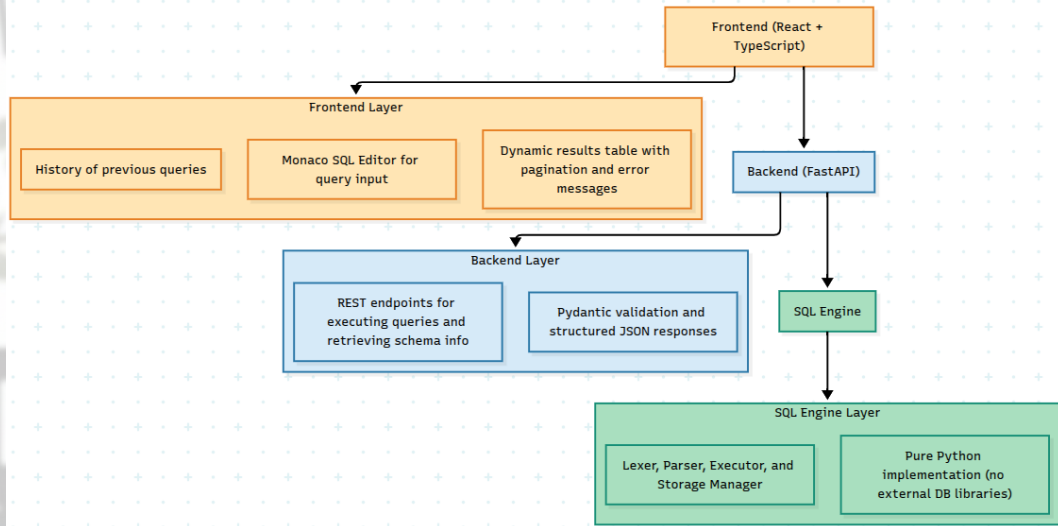 Frontend (React +
TypeScript)
Frontend Layer
History of previous queries
Monaco SQL Editor for
query input
Dynamic results table with
pagination and error
messages
Backend (FastAPI)
Backend Layer
REST endpoints for
executing queries and
retrieving schema info
Pydantic validation and
structured JSON responses
SQL Engine
SQL Engine Layer
Lexer, Parser, Executor, and
Storage Manager
Pure Python
implementation (no
external DB libraries)